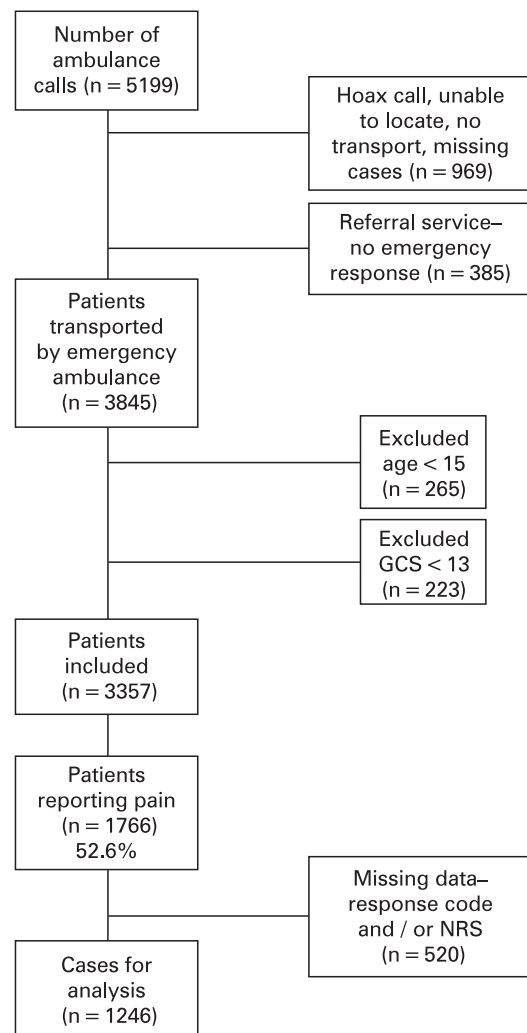 Number of
ambulance
calls (n = 5199)
Hoax call, unable
to locate, no
transport, missing
cases (n = 969)
Referral service–
no emergency
response (n = 385)
Patients
transported
by emergency
ambulance
(n = 3845)
Excluded
age < 15
(n = 265)
Excluded
GCS < 13
(n = 223)
Patients
included
(n = 3357)
Patients
reporting pain
(n = 1766)
52.6%
Missing data–
response code
and / or NRS
(n = 520)
Cases for
analysis
(n = 1246)